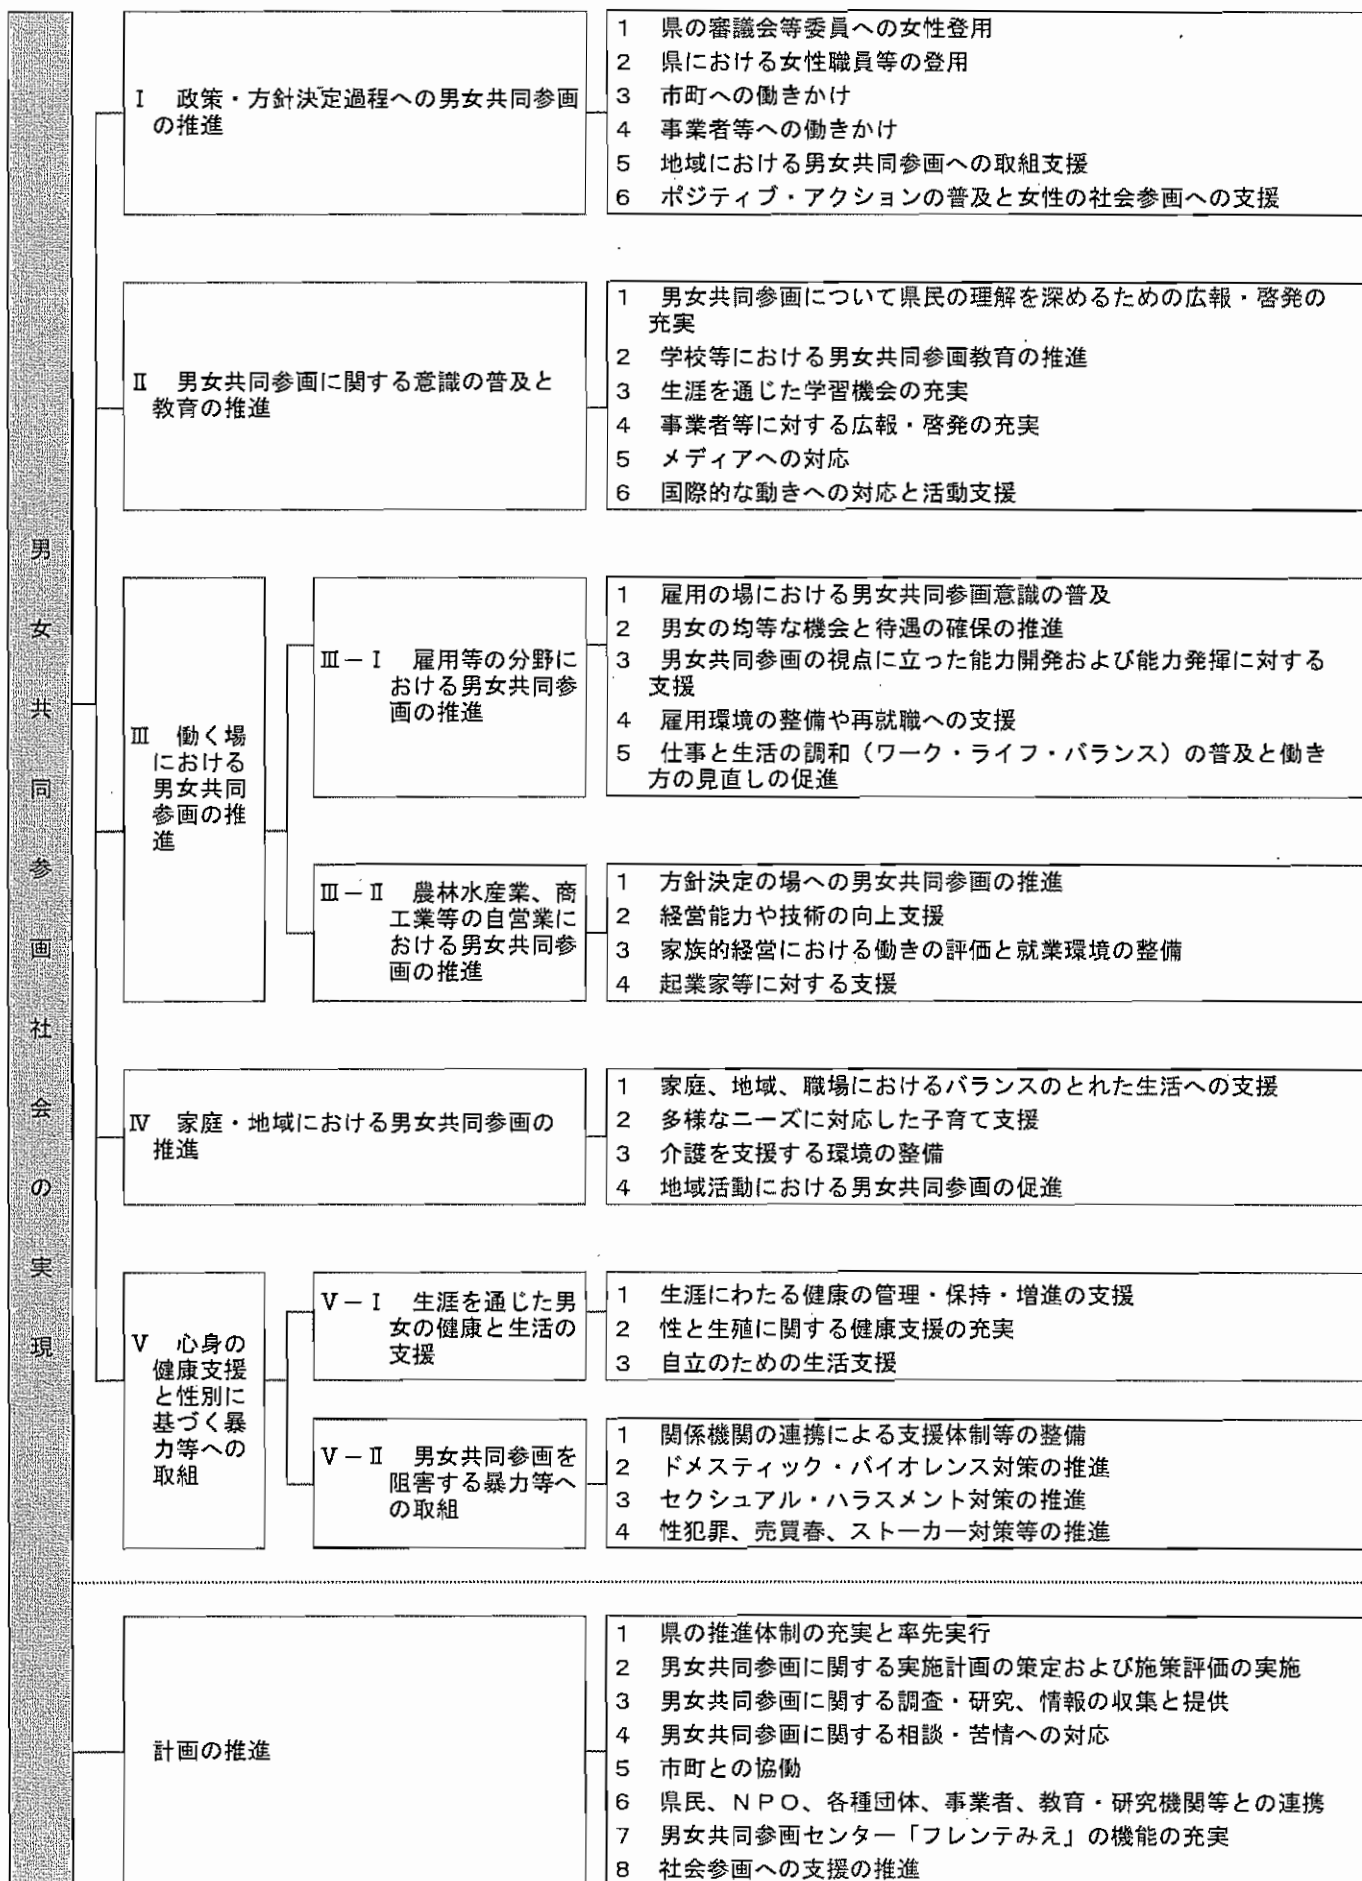 男女共同参画社会の実現
Ⅰ 政策・方針決定過程への男女共同参画
の推進
1 県の審議会等委員への女性登用
2 県における女性職員等の登用
3 市町への働きかけ
4 事業者等への働きかけ
5 地域における男女共同参画への取組支援
6 ポジティブ・アクションの普及と女性の社会参画への支援
Ⅱ 男女共同参画に関する意識の普及と
教育の推進
1 男女共同参画について県民の理解を深めるための広報・啓発の
充実
2 学校等における男女共同参画教育の推進
3 生涯を通じた学習機会の充実
4 事業者等に対する広報・啓発の充実
5 メディアへの対応
6 国際的な動きへの対応と活動支援
Ⅲ 働く場
における
男女共同
参画の推
進
Ⅲ－Ⅰ 雇用等の分野に
おける男女共同参
画の推進
1 雇用の場における男女共同参画意識の普及
2 男女の均等な機会と待遇の確保の推進
3 男女共同参画の視点に立った能力開発および能力発揮に対する
支援
4 雇用環境の整備や再就職への支援
5 仕事と生活の調和（ワーク・ライフ・バランス）の普及と働き
方の見直しの促進
Ⅲ－Ⅱ 農林水産業、商
工業等の自営業に
おける男女共同参
画の推進
1 方針決定の場への男女共同参画の推進
2 経営能力や技術の向上支援
3 家族的経営における働きの評価と就業環境の整備
4 起業家等に対する支援
Ⅳ 家庭・地域における男女共同参画の
推進
1 家庭、地域、職場におけるバランスのとれた生活への支援
2 多様なニーズに対応した子育て支援
3 介護を支援する環境の整備
4 地域活動における男女共同参画の促進
Ⅴ 心身の
健康支援
と性別に
基づく暴
力等への
取組
Ⅴ－Ⅰ 生涯を通じた男
女の健康と生活の
支援
1 生涯にわたる健康の管理・保持・増進の支援
2 性と生殖に関する健康支援の充実
3 自立のための生活支援
Ⅴ－Ⅱ 男女共同参画を
阻害する暴力等へ
の取組
1 関係機関の連携による支援体制等の整備
2 ドメスティック・バイオレンス対策の推進
3 セクシュアル・ハラスメント対策の推進
4 性犯罪、売買春、ストーカー対策等の推進
計画の推進
1 県の推進体制の充実と率先実行
2 男女共同参画に関する実施計画の策定および施策評価の実施
3 男女共同参画に関する調査・研究、情報の収集と提供
4 男女共同参画に関する相談・苦情への対応
5 市町との協働
6 県民、ＮＰＯ、各種団体、事業者、教育・研究機関等との連携
7 男女共同参画センター「フレンテみえ」の機能の充実
8 社会参画への支援の推進